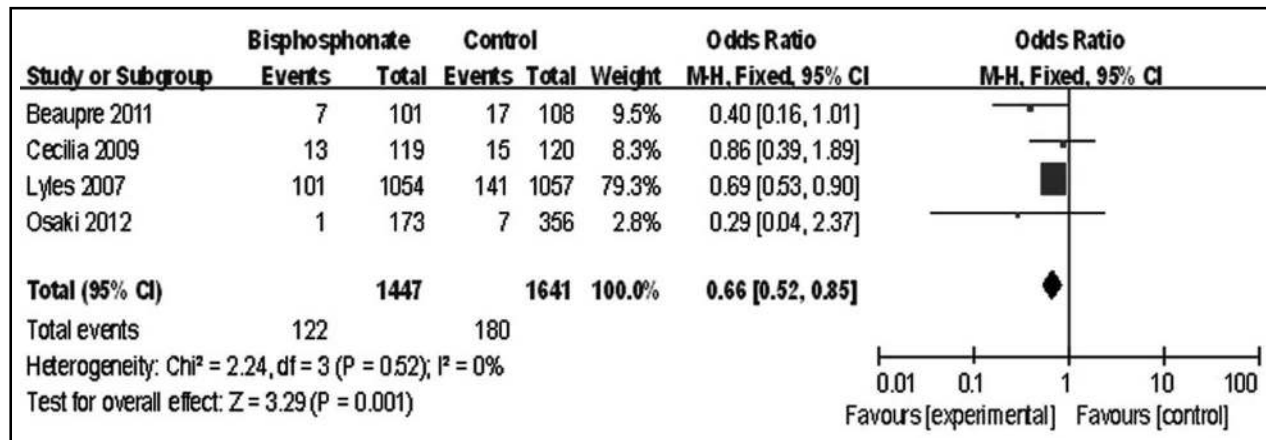 Bisphosphonate Control Odds Ratio Odds Ratio
Study or Subgroup Events Total Events Total Weight M-H, Fixed, 95% CI M-H, Fixed, 95% CI
Beaupre 2011 7 101 17 108 9.5% 0.40 [0.16, 1.01]
Cecilia 2009 13 119 15 120 8.3% 0.86 [0.39, 1.89]
Lyles 2007 101 1054 141 1057 79.3% 0.69 [0.53, 0.90]
Osaki 2012 1 173 7 356 2.8% 0.29 [0.04, 2.37]
Total (95% CI) 1447 1641 100.0% 0.66 [0.52, 0.85]
Total events 122 180
Heterogeneity: Chi² = 2.24, df = 3 (P = 0.52); I² = 0%
Test for overall effect: Z = 3.29 (P = 0.001)
0.01 0.1 1 10 100
Favours [experimental] Favours [control]